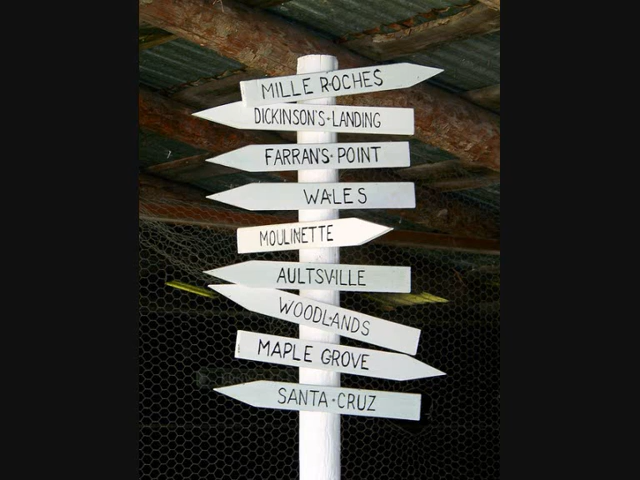 MILLE ROCHES
DICKINSON'S·LANDING
FARRAN'S·POINT
WALES
MOULINETTE
AULTSVILLE
WOODLANDS
MAPLE GROVE
SANTA·CRUZ